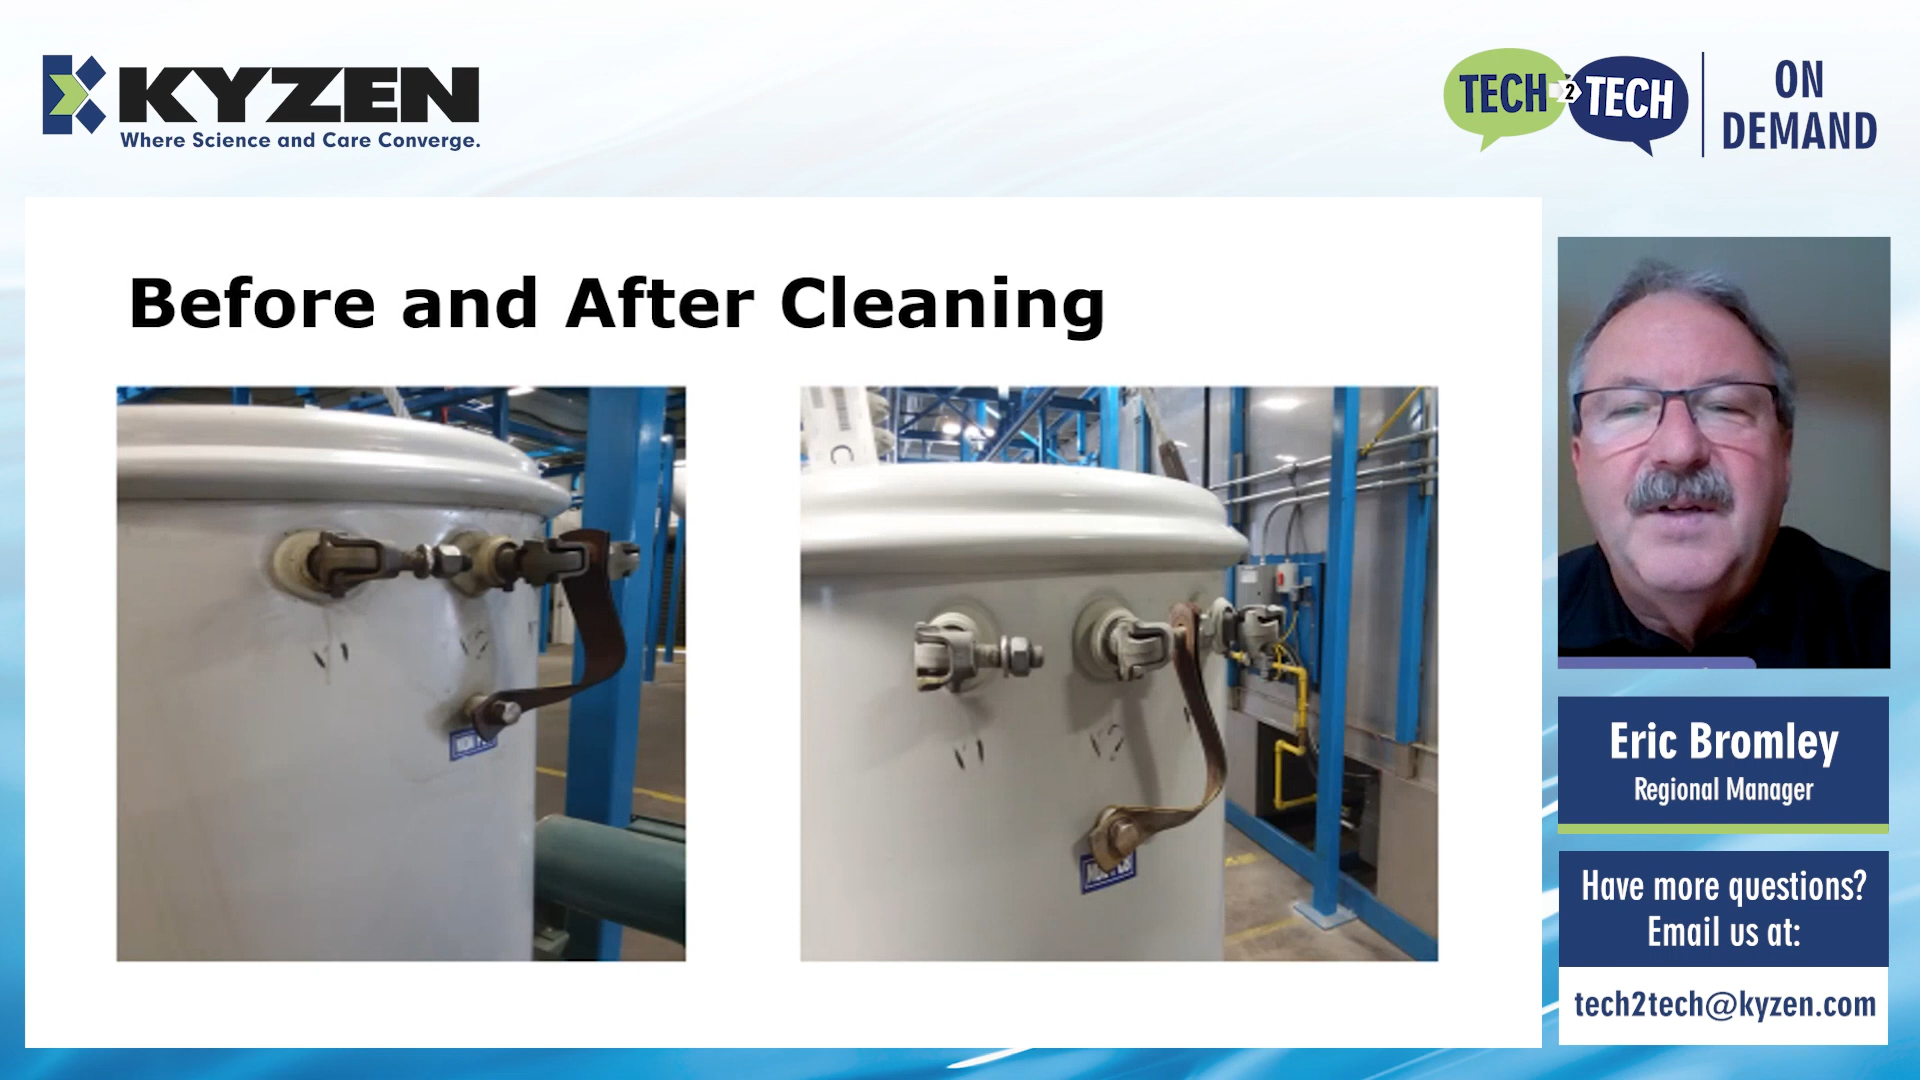 KYZEN
Where Science and Care Converge.
TECH 2 TECH
ON
DEMAND
Before and After Cleaning
C
Eric Bromley
Regional Manager
Have more questions?
Email us at:
tech2tech@kyzen.com